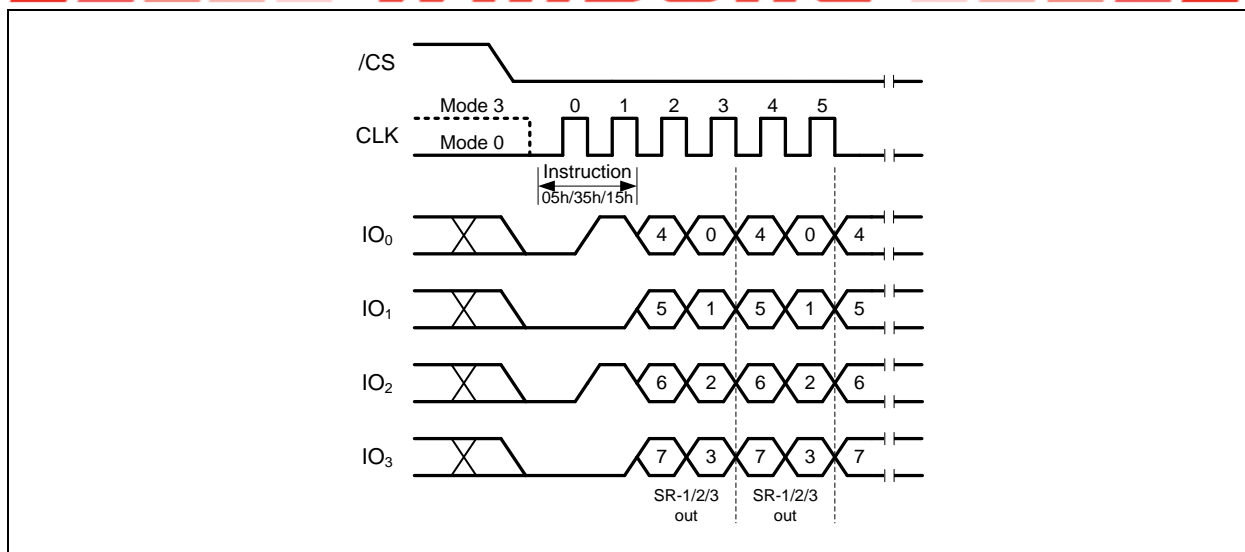 /CS
Mode 3 0 1 2 3 4 5
CLK
Mode 0
Instruction
05h/35h/15h
IO₀ 4 0 4 0 4
IO₁ 5 1 5 1 5
IO₂ 6 2 6 2 6
IO₃ 7 3 7 3 7
SR-1/2/3 SR-1/2/3
out out